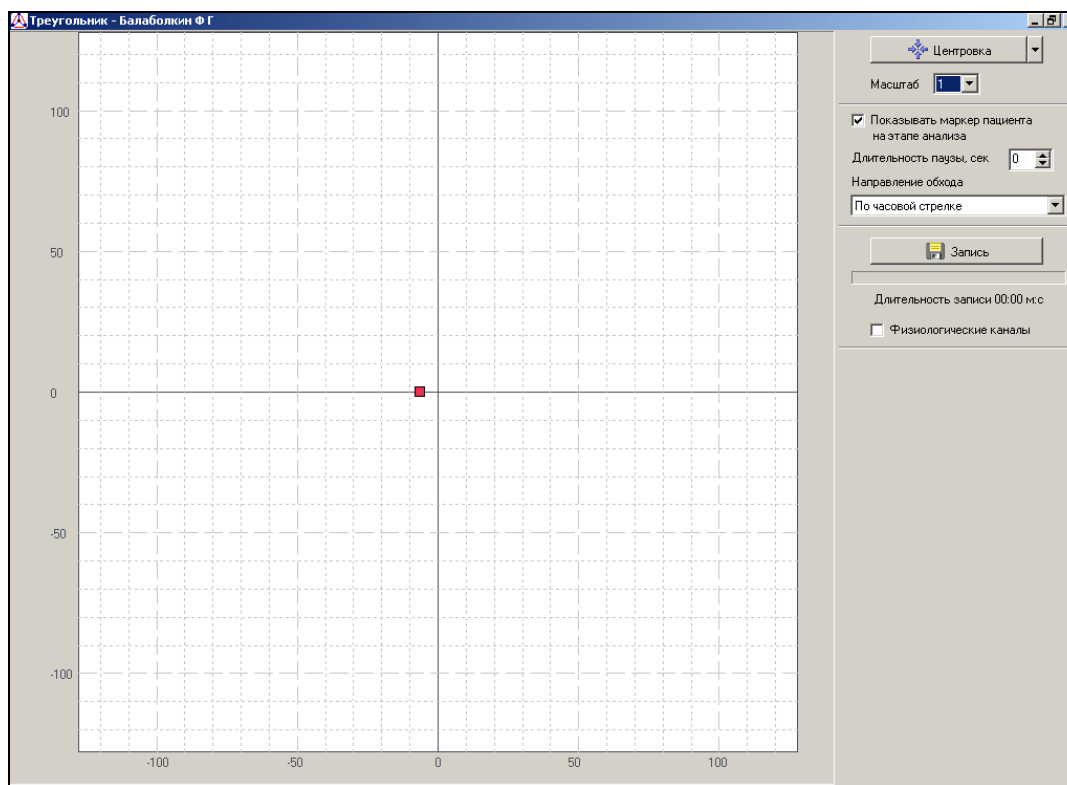 Треугольник - Балаболкин Ф Г
Центровка
Масштаб 1
Показывать маркер пациента
на этапе анализа
Длительность паузы, сек 0
Направление обхода
По часовой стрелке
Запись
Длительность записи 00:00 м:с
Физиологические каналы
100
50
0
-50
-100
-100 -50 0 50 100